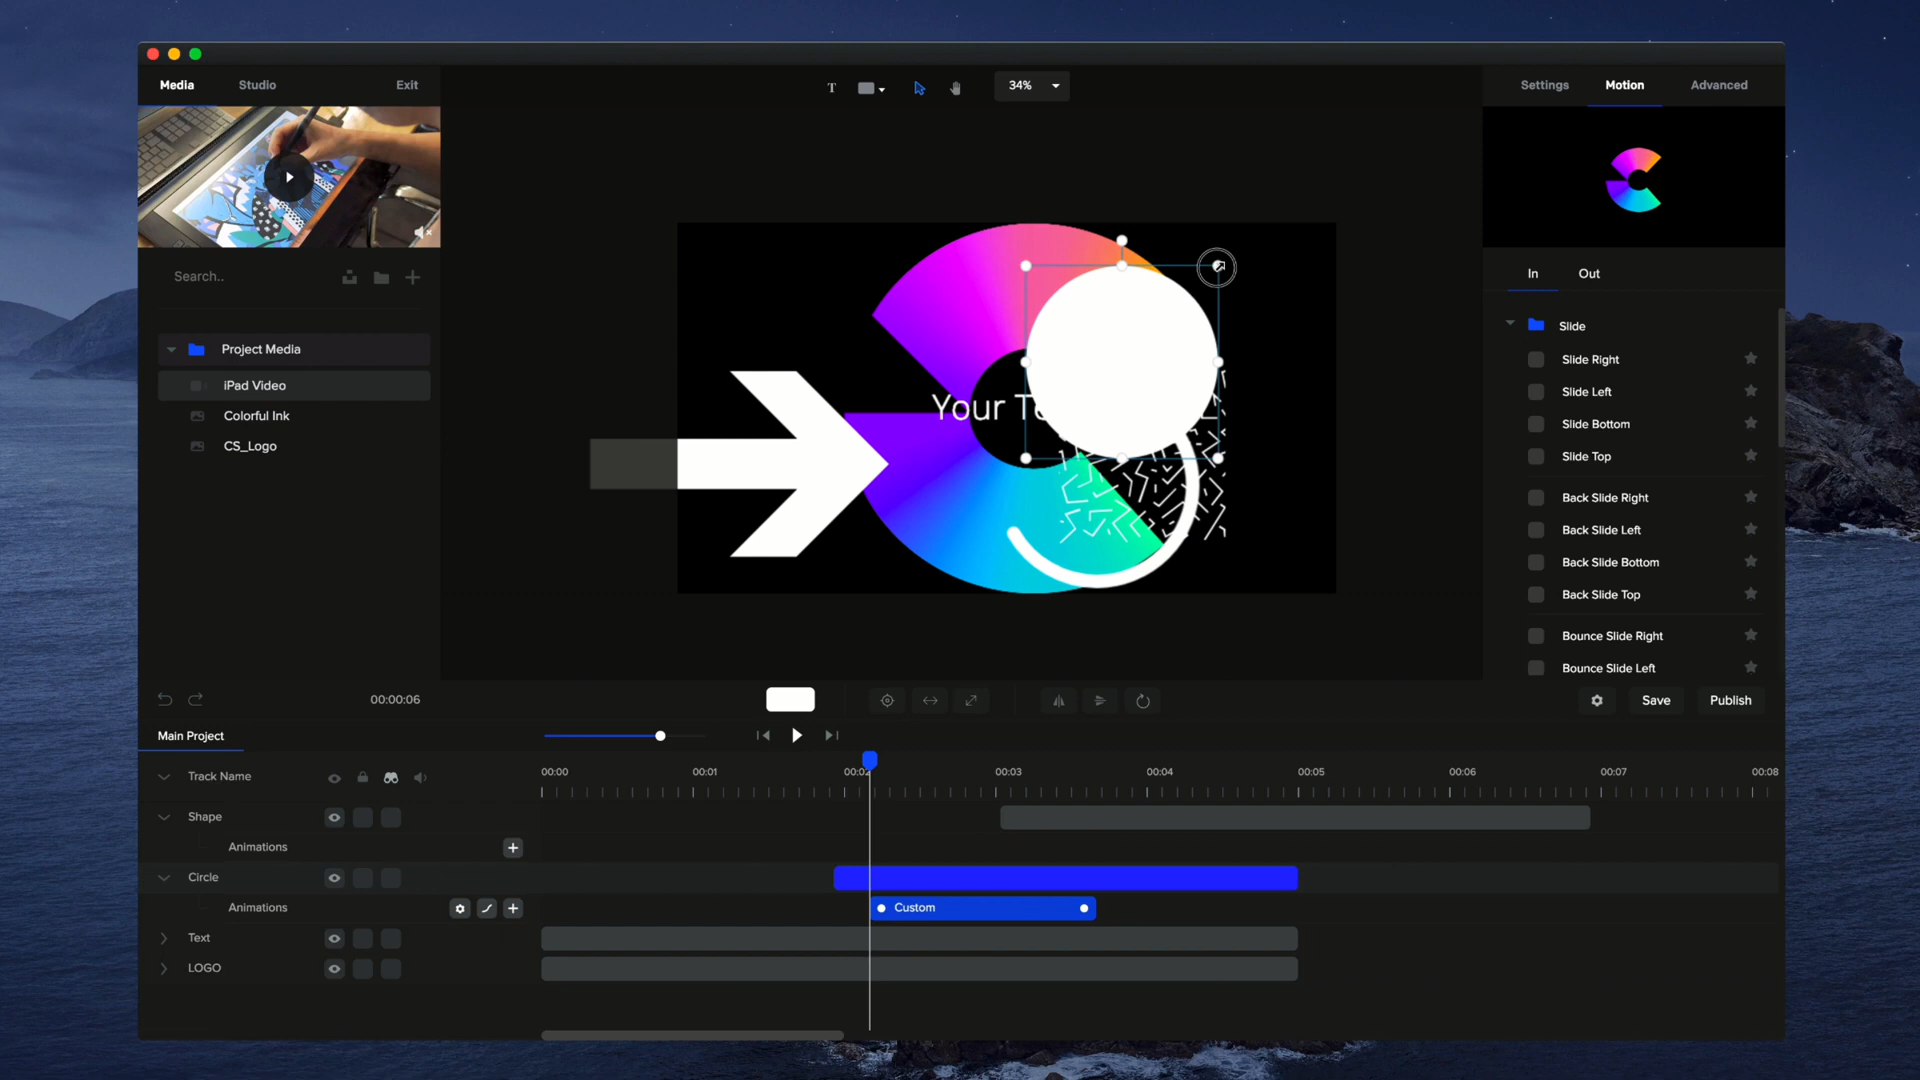 Media Studio Exit
T 34%
Settings Motion Advanced
Search..
Project Media
iPad Video
Colorful Ink
CS_Logo
Your Te
In Out
Slide
Slide Right
Slide Left
Slide Bottom
Slide Top
Back Slide Right
Back Slide Left
Back Slide Bottom
Back Slide Top
Bounce Slide Right
Bounce Slide Left
00:00:06
Save Publish
Main Project
Track Name
00:00 00:01 00:02 00:03 00:04 00:05 00:06 00:07 00:08
Shape
Animations
Circle
Animations
Custom
Text
LOGO